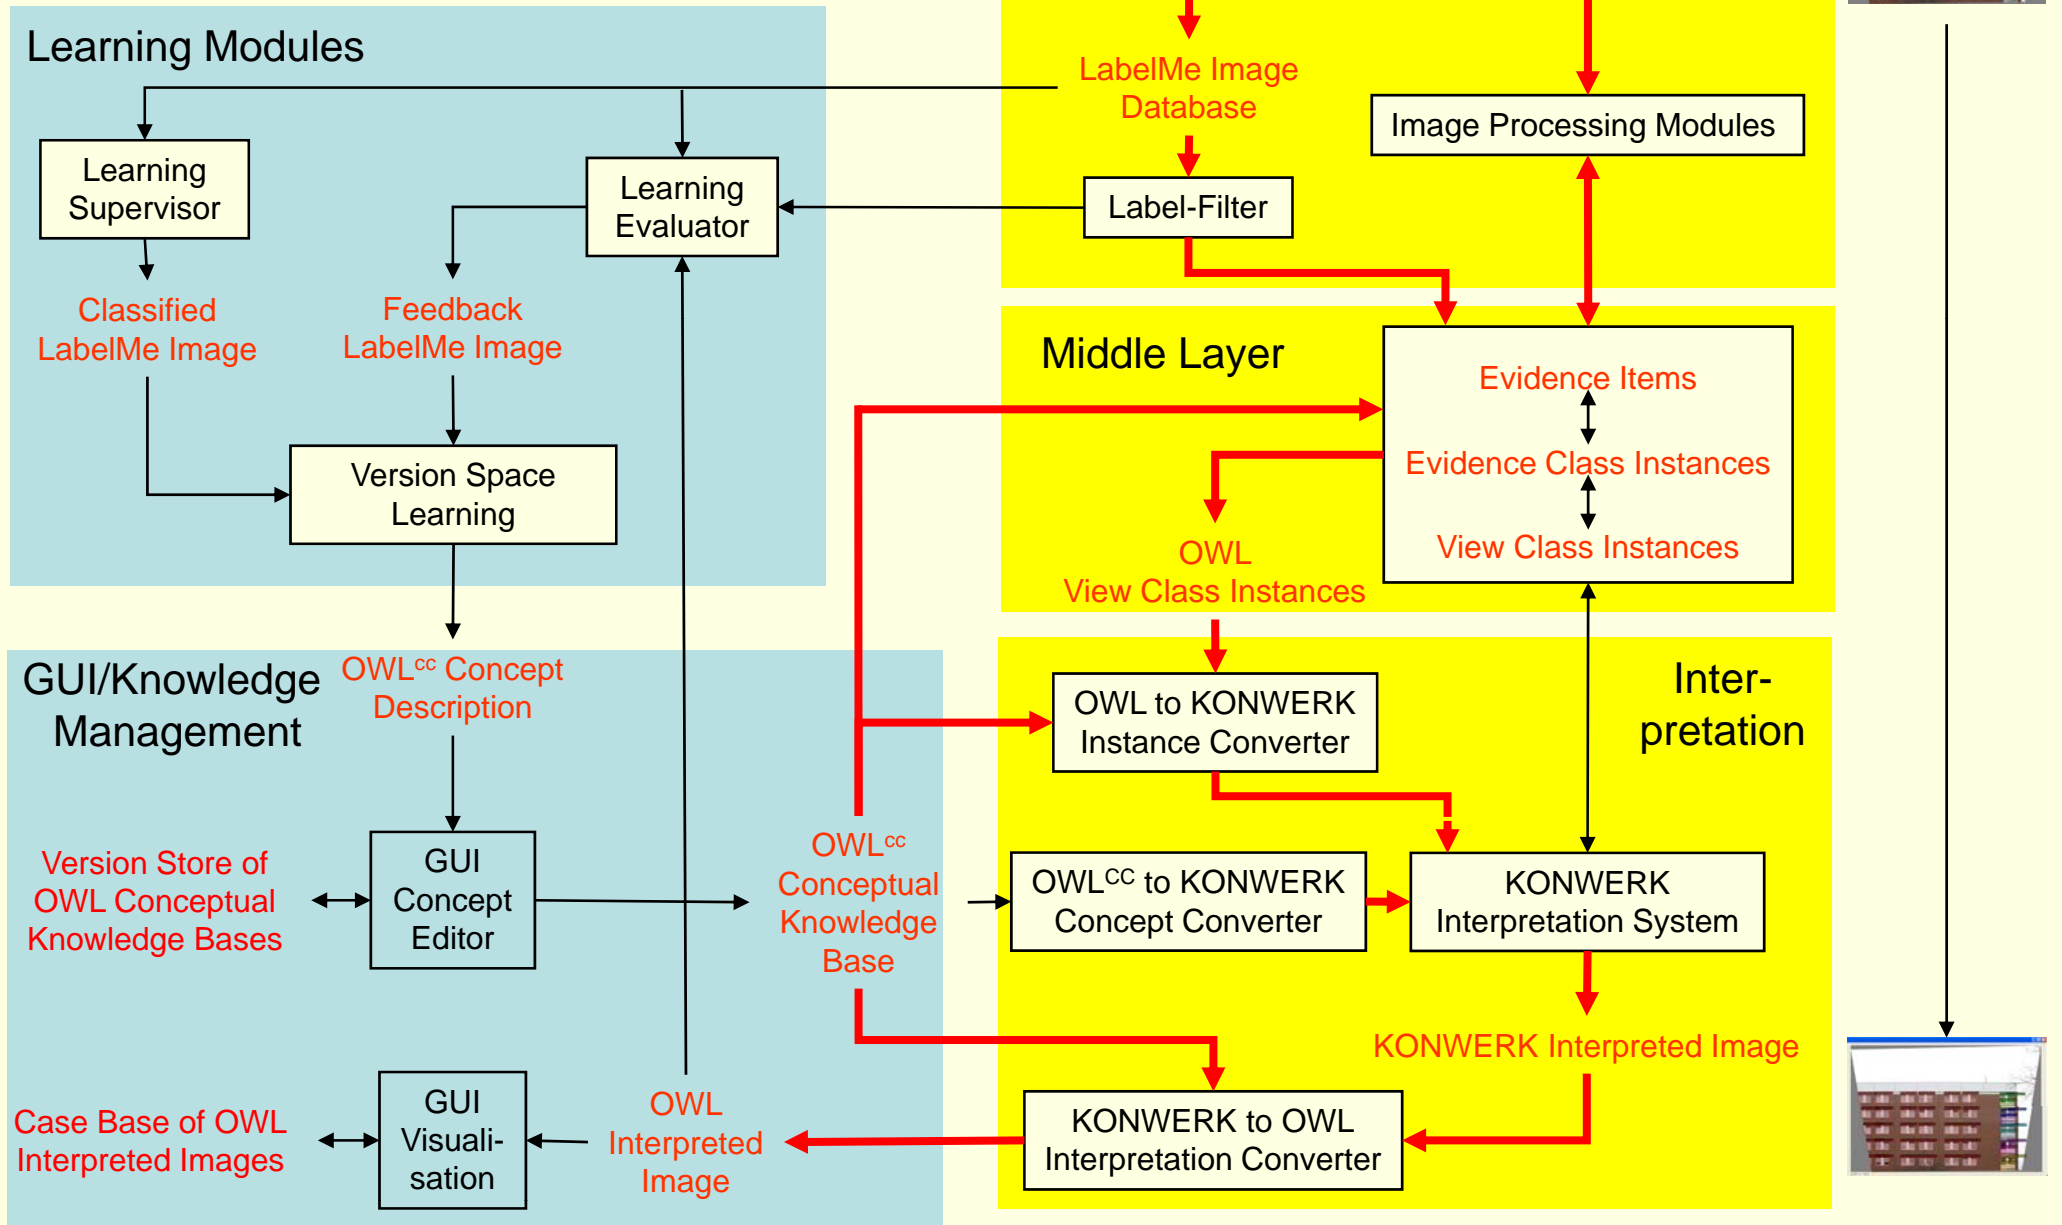 Learning Modules
LabelMe Image
Database
Image Processing Modules
Learning
Supervisor
Learning
Evaluator
Label-Filter
Classified
LabelMe Image
Feedback
LabelMe Image
Version Space
Learning
Middle Layer
Evidence Items
Evidence Class Instances
View Class Instances
OWL
View Class Instances
GUI/Knowledge
Management
OWLcc Concept
Description
OWL to KONWERK
Instance Converter
Inter-
pretation
Version Store of
OWL Conceptual
Knowledge Bases
GUI
Concept
Editor
OWLcc
Conceptual
Knowledge
Base
OWLCC to KONWERK
Concept Converter
KONWERK
Interpretation System
KONWERK Interpreted Image
Case Base of OWL
Interpreted Images
GUI
Visuali-
sation
OWL
Interpreted
Image
KONWERK to OWL
Interpretation Converter